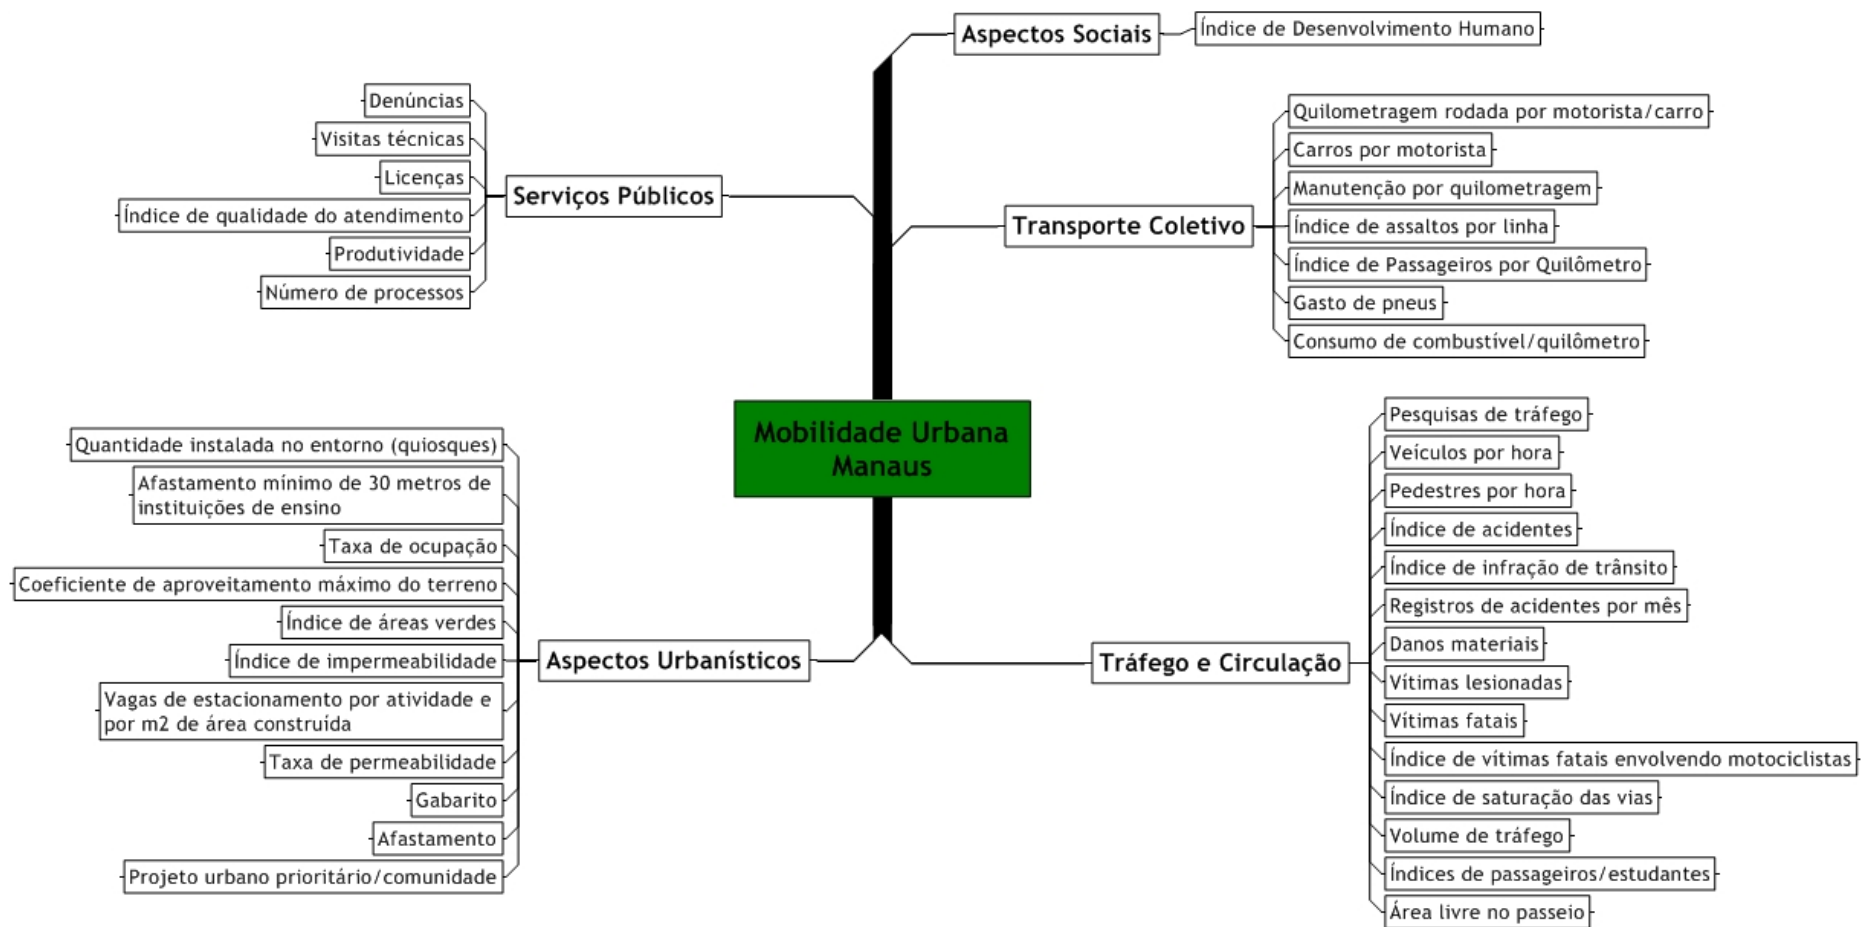 Mobilidade Urbana
Manaus
Aspectos Sociais
Índice de Desenvolvimento Humano
Transporte Coletivo
Quilometragem rodada por motorista/carro
Carros por motorista
Manutenção por quilometragem
Índice de assaltos por linha
Índice de Passageiros por Quilômetro
Gasto de pneus
Consumo de combustível/quilômetro
Tráfego e Circulação
Pesquisas de tráfego
Veículos por hora
Pedestres por hora
Índice de acidentes
Índice de infração de trânsito
Registros de acidentes por mês
Danos materiais
Vítimas lesionadas
Vítimas fatais
Índice de vítimas fatais envolvendo motociclistas
Índice de saturação das vias
Volume de tráfego
Índices de passageiros/estudantes
Área livre no passeio
Serviços Públicos
Denúncias
Visitas técnicas
Licenças
Índice de qualidade do atendimento
Produtividade
Número de processos
Aspectos Urbanísticos
Quantidade instalada no entorno (quiosques)
Afastamento mínimo de 30 metros de
instituições de ensino
Taxa de ocupação
Coeficiente de aproveitamento máximo do terreno
Índice de áreas verdes
Índice de impermeabilidade
Vagas de estacionamento por atividade e
por m2 de área construída
Taxa de permeabilidade
Gabarito
Afastamento
Projeto urbano prioritário/comunidade